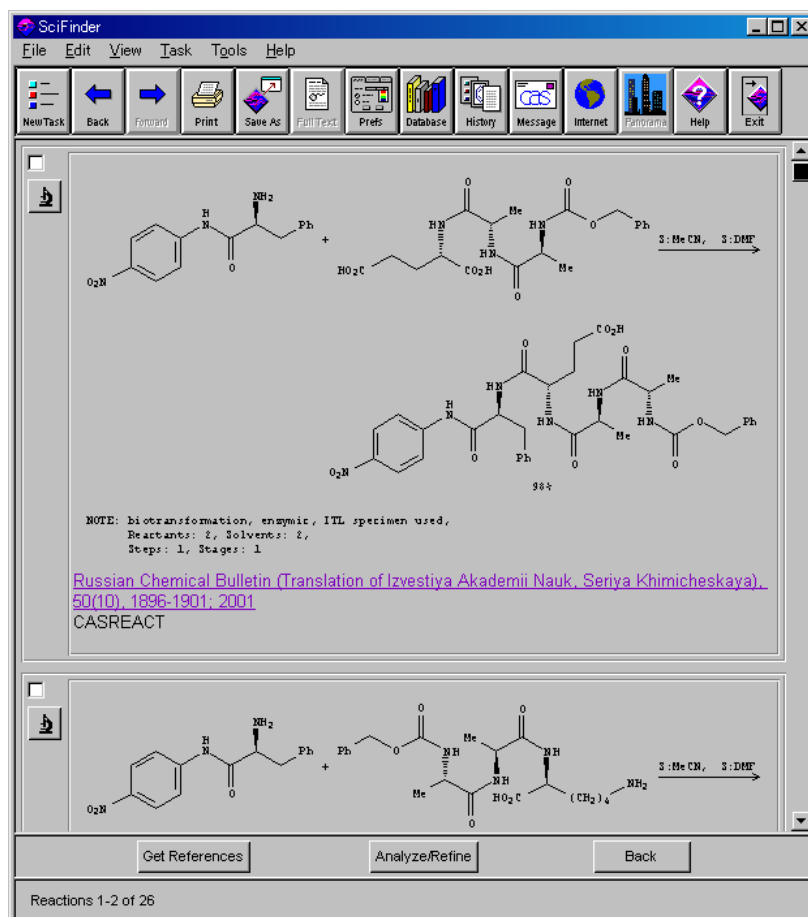 SciFinder
File Edit View Task Tools Help
New Task Back Forward Print Save As Full Text Prefs Database History Message Internet Panorama Help Exit
cas
O
NH₂
O
Me
O
H
N
Ph
NH
N
H
O
Ph
+
NH
S:MeCN, S:DMF
O
HO₂C
CO₂H
Me
O₂N
O
CO₂H
O
O
Me
HN
HN
H
N
NH
NH
O
Ph
O
Ph
O
Me
O
O₂N
98%
NOTE: biotransformation, enzymic, ITL specimen used,
Reactants: 2, Solvents: 2,
Steps: 1, Stages: 1
Russian Chemical Bulletin (Translation of Izvestiya Akademii Nauk, Seriya Khimicheskaya),
50(10), 1896-1901; 2001
CASREACT
O
O
NH₂
Me
H
N
Ph
Ph
O
NH
NH
+
S:MeCN, S:DMF
O
NH
NH₂
Me
HO₂C
(CH₂)₄
O₂N
O
Get References Analyze/Refine Back
Reactions 1-2 of 26